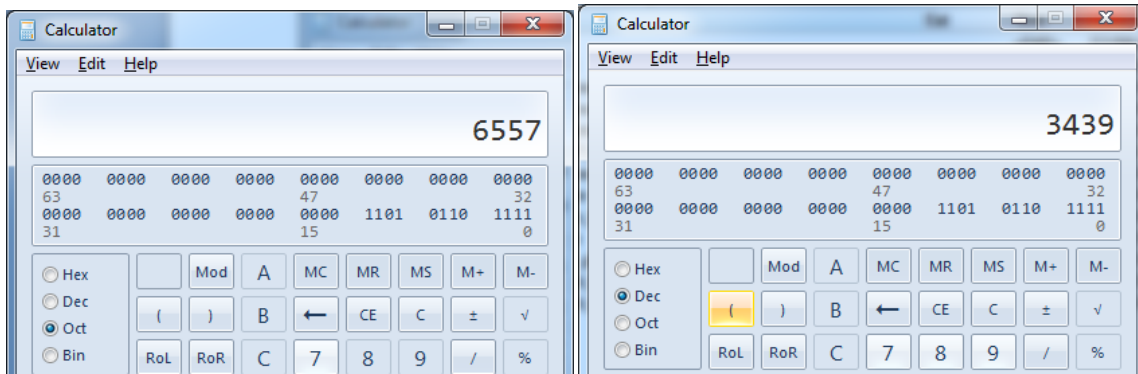 Calculator
View Edit Help
6557
0000 0000 0000 0000 0000 0000 0000 0000
63 47 32
0000 0000 0000 0000 0000 1101 0110 1111
31 15 0
Hex Mod A MC MR MS M+ M-
Dec ( ) B ← CE C ± √
Oct
Bin RoL RoR C 7 8 9 / %
Calculator
View Edit Help
3439
0000 0000 0000 0000 0000 0000 0000 0000
63 47 32
0000 0000 0000 0000 0000 1101 0110 1111
31 15 0
Hex Mod A MC MR MS M+ M-
Dec ( ) B ← CE C ± √
Oct
Bin RoL RoR C 7 8 9 / %